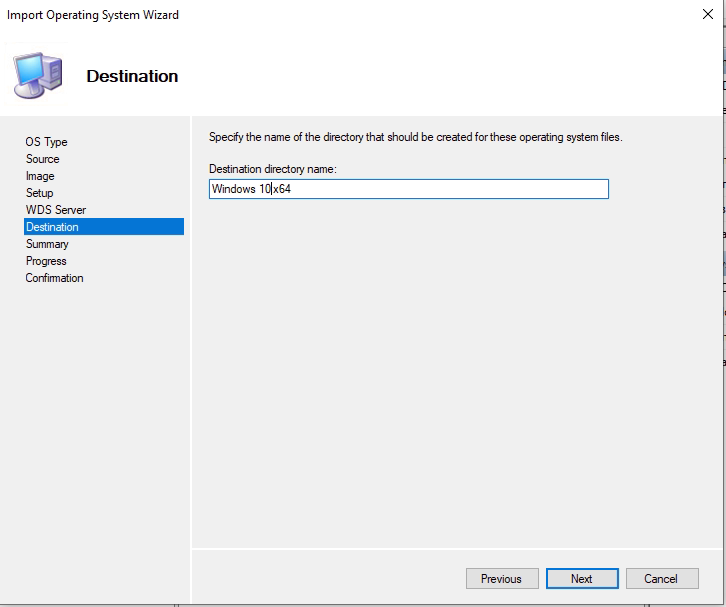 Import Operating System Wizard
Destination
OS Type
Source
Image
Setup
WDS Server
Destination
Summary
Progress
Confirmation
Specify the name of the directory that should be created for these operating system files.
Destination directory name:
Windows 10 x64
Previous
Next
Cancel